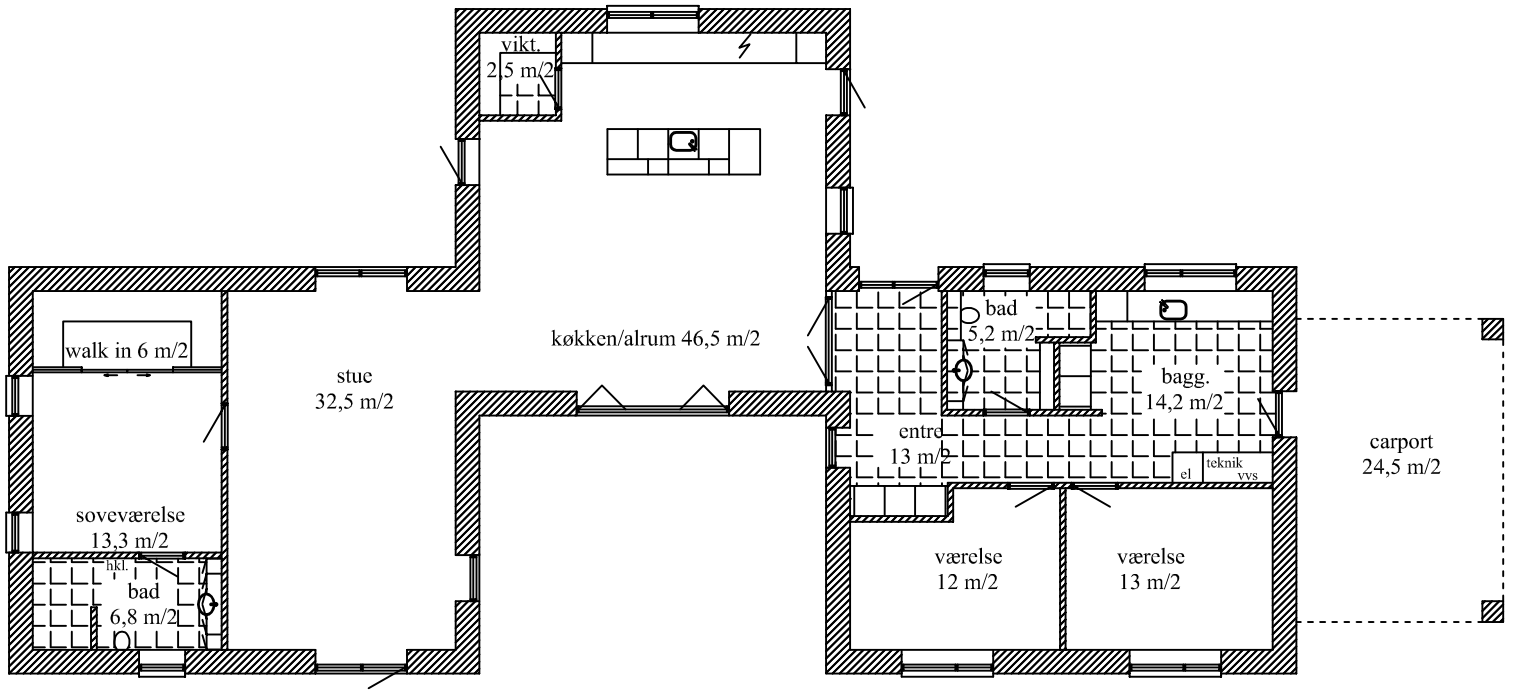 vikt.
2,5 m/2
køkken/alrum 46,5 m/2
walk in 6 m/2
stue
32,5 m/2
soveværelse
13,3 m/2
hkl.
bad
6,8 m/2
bad
5,2 m/2
bagg.
14,2 m/2
entre
13 m/2
el
teknik
vvs
værelse
12 m/2
værelse
13 m/2
carport
24,5 m/2